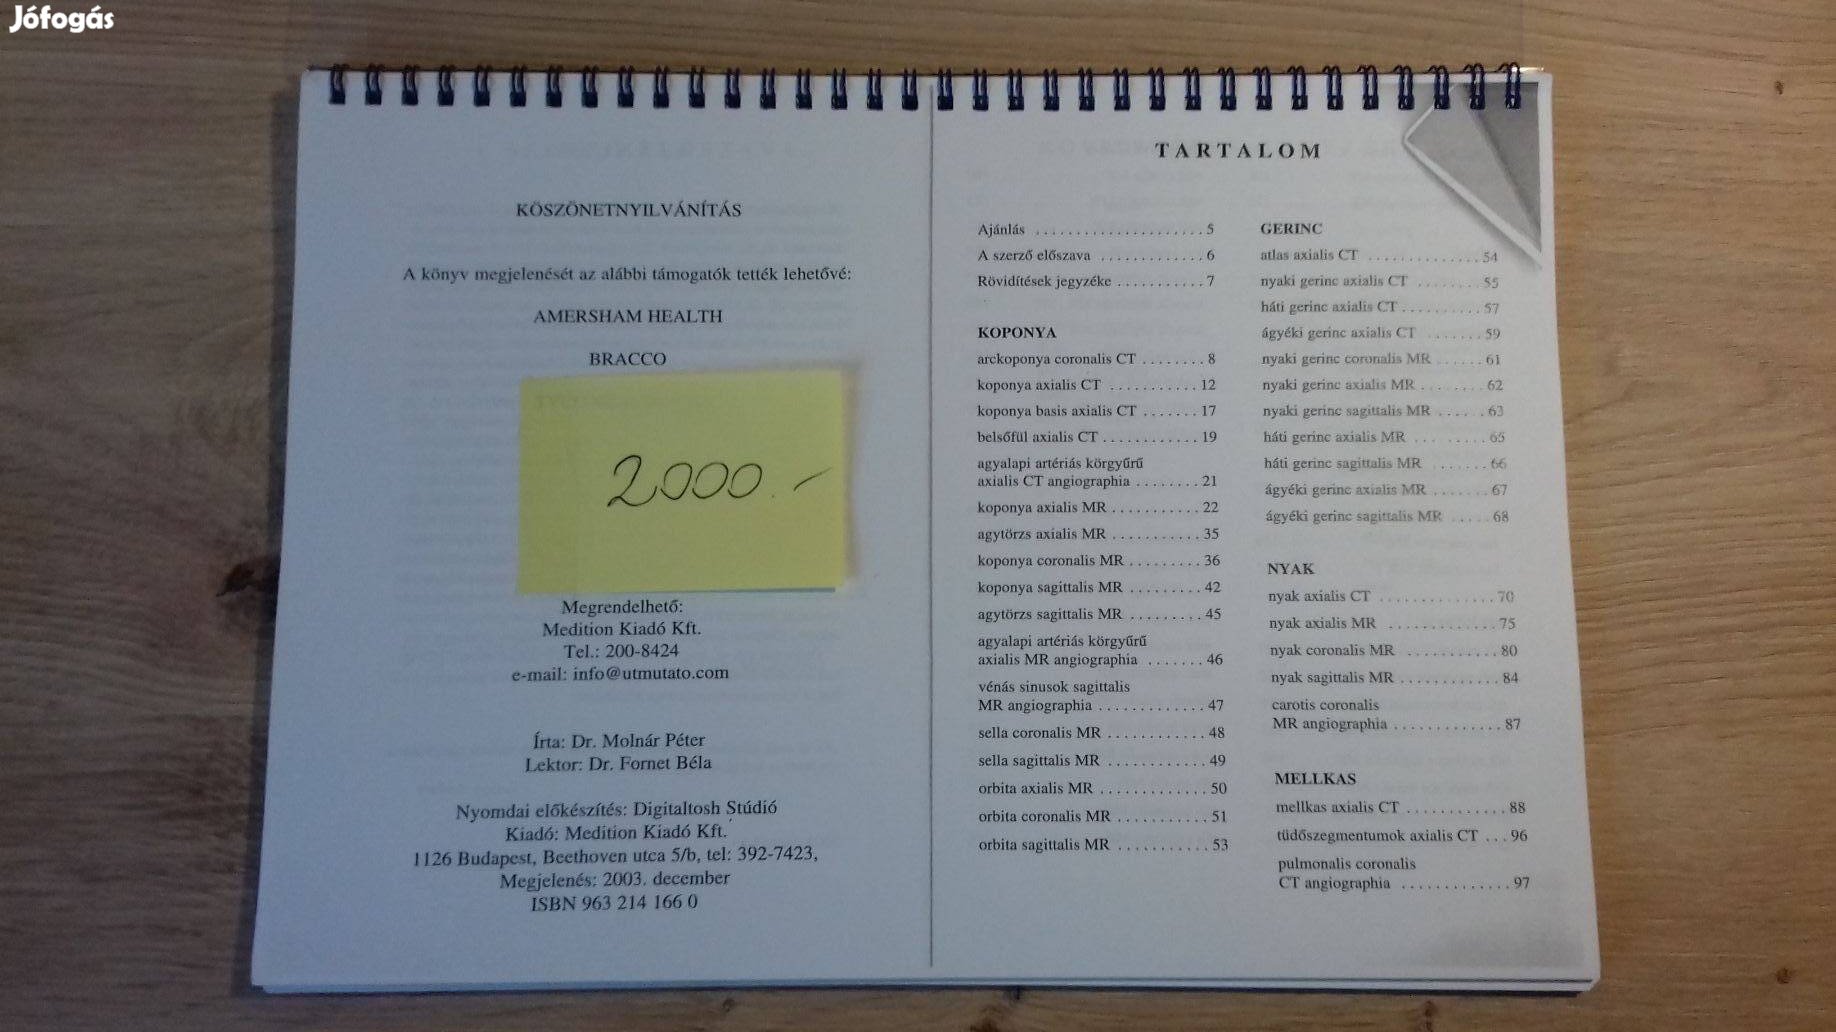 Jófogás
KÖSZÖNETNYILVÁNÍTÁS
A könyv megjelenését az alábbi támogatók tették lehetővé:
AMERSHAM HEALTH
BRACCO
2000.-
Megrendelhető:
Medition Kiadó Kft.
Tel.: 200-8424
e-mail: info@utmutato.com
Írta: Dr. Molnár Péter
Lektor: Dr. Fornet Béla
Nyomdai előkészítés: Digitaltosh Stúdió
Kiadó: Medition Kiadó Kft.
1126 Budapest, Beethoven utca 5/b, tel: 392-7423,
Megjelenés: 2003. december
ISBN 963 214 166 0
TARTALOM
Ajánlás ..................... 5
A szerző előszava ............. 6
Rövidítések jegyzéke ........... 7
KOPONYA
arckoponya coronalis CT ........ 8
koponya axialis CT ........... 12
koponya basis axialis CT ....... 17
belsőfül axialis CT ............ 19
agyalapi artériás körgyűrű
axialis CT angiographia ........ 21
koponya axialis MR ........... 22
agytörzs axialis MR ........... 35
koponya coronalis MR ......... 36
koponya sagittalis MR ......... 42
agytörzs sagittalis MR ......... 45
agyalapi artériás körgyűrű
axialis MR angiographia ....... 46
vénás sinusok sagittalis
MR angiographia ............. 47
sella coronalis MR ............ 48
sella sagittalis MR ............ 49
orbita axialis MR ............. 50
orbita coronalis MR ........... 51
orbita sagittalis MR ........... 53
GERINC
atlas axialis CT .............. 54
nyaki gerinc axialis CT ........ 55
háti gerinc axialis CT .......... 57
ágyéki gerinc axialis CT ....... 59
nyaki gerinc coronalis MR ...... 61
nyaki gerinc axialis MR ........ 62
nyaki gerinc sagittalis MR ...... 63
háti gerinc axialis MR ......... 65
háti gerinc sagittalis MR ....... 66
ágyéki gerinc axialis MR ....... 67
ágyéki gerinc sagittalis MR ..... 68
NYAK
nyak axialis CT .............. 70
nyak axialis MR ............. 75
nyak coronalis MR ........... 80
nyak sagittalis MR ............ 84
carotis coronalis
MR angiographia ............. 87
MELLKAS
mellkas axialis CT ............ 88
tüdőszegmentumok axialis CT ... 96
pulmonalis coronalis
CT angiographia ............. 97